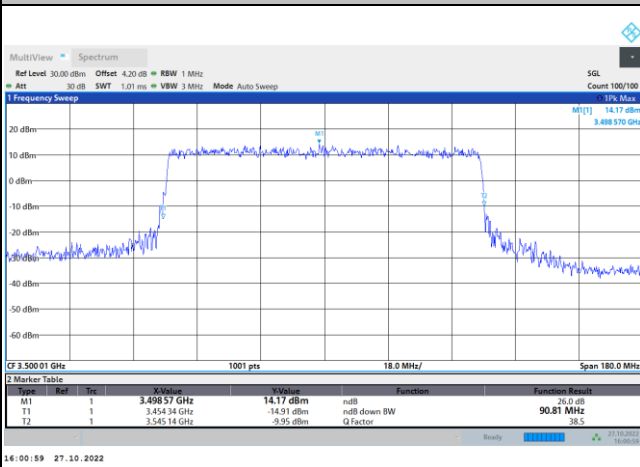 MultiView Spectrum
Ref Level 30.00 dBm Offset 4.20 dB RBW 1 MHz SGL
Att 30 dB SWT 1.01 ms VBW 3 MHz Mode Auto Sweep Count 100/100
1 Frequency Sweep 1Pk Max
M1[1] 14.17 dBm
3.498 570 GHz
M1
20 dBm
10 dBm
0 dBm
-10 dBm
T1 T2
-20 dBm
-30 dBm
-40 dBm
-50 dBm
-60 dBm
CF 3.500 01 GHz 1001 pts 18.0 MHz/ Span 180.0 MHz
2 Marker Table
Type Ref Trc X-Value Y-Value Function Function Result
M1 1 3.498 57 GHz 14.17 dBm ndB 26.0 dB
T1 1 3.454 34 GHz -14.91 dBm ndB down BW 90.81 MHz
T2 1 3.545 14 GHz -9.95 dBm Q Factor 38.5
Ready 27.10.2022
16:00:59
16:00:59 27.10.2022